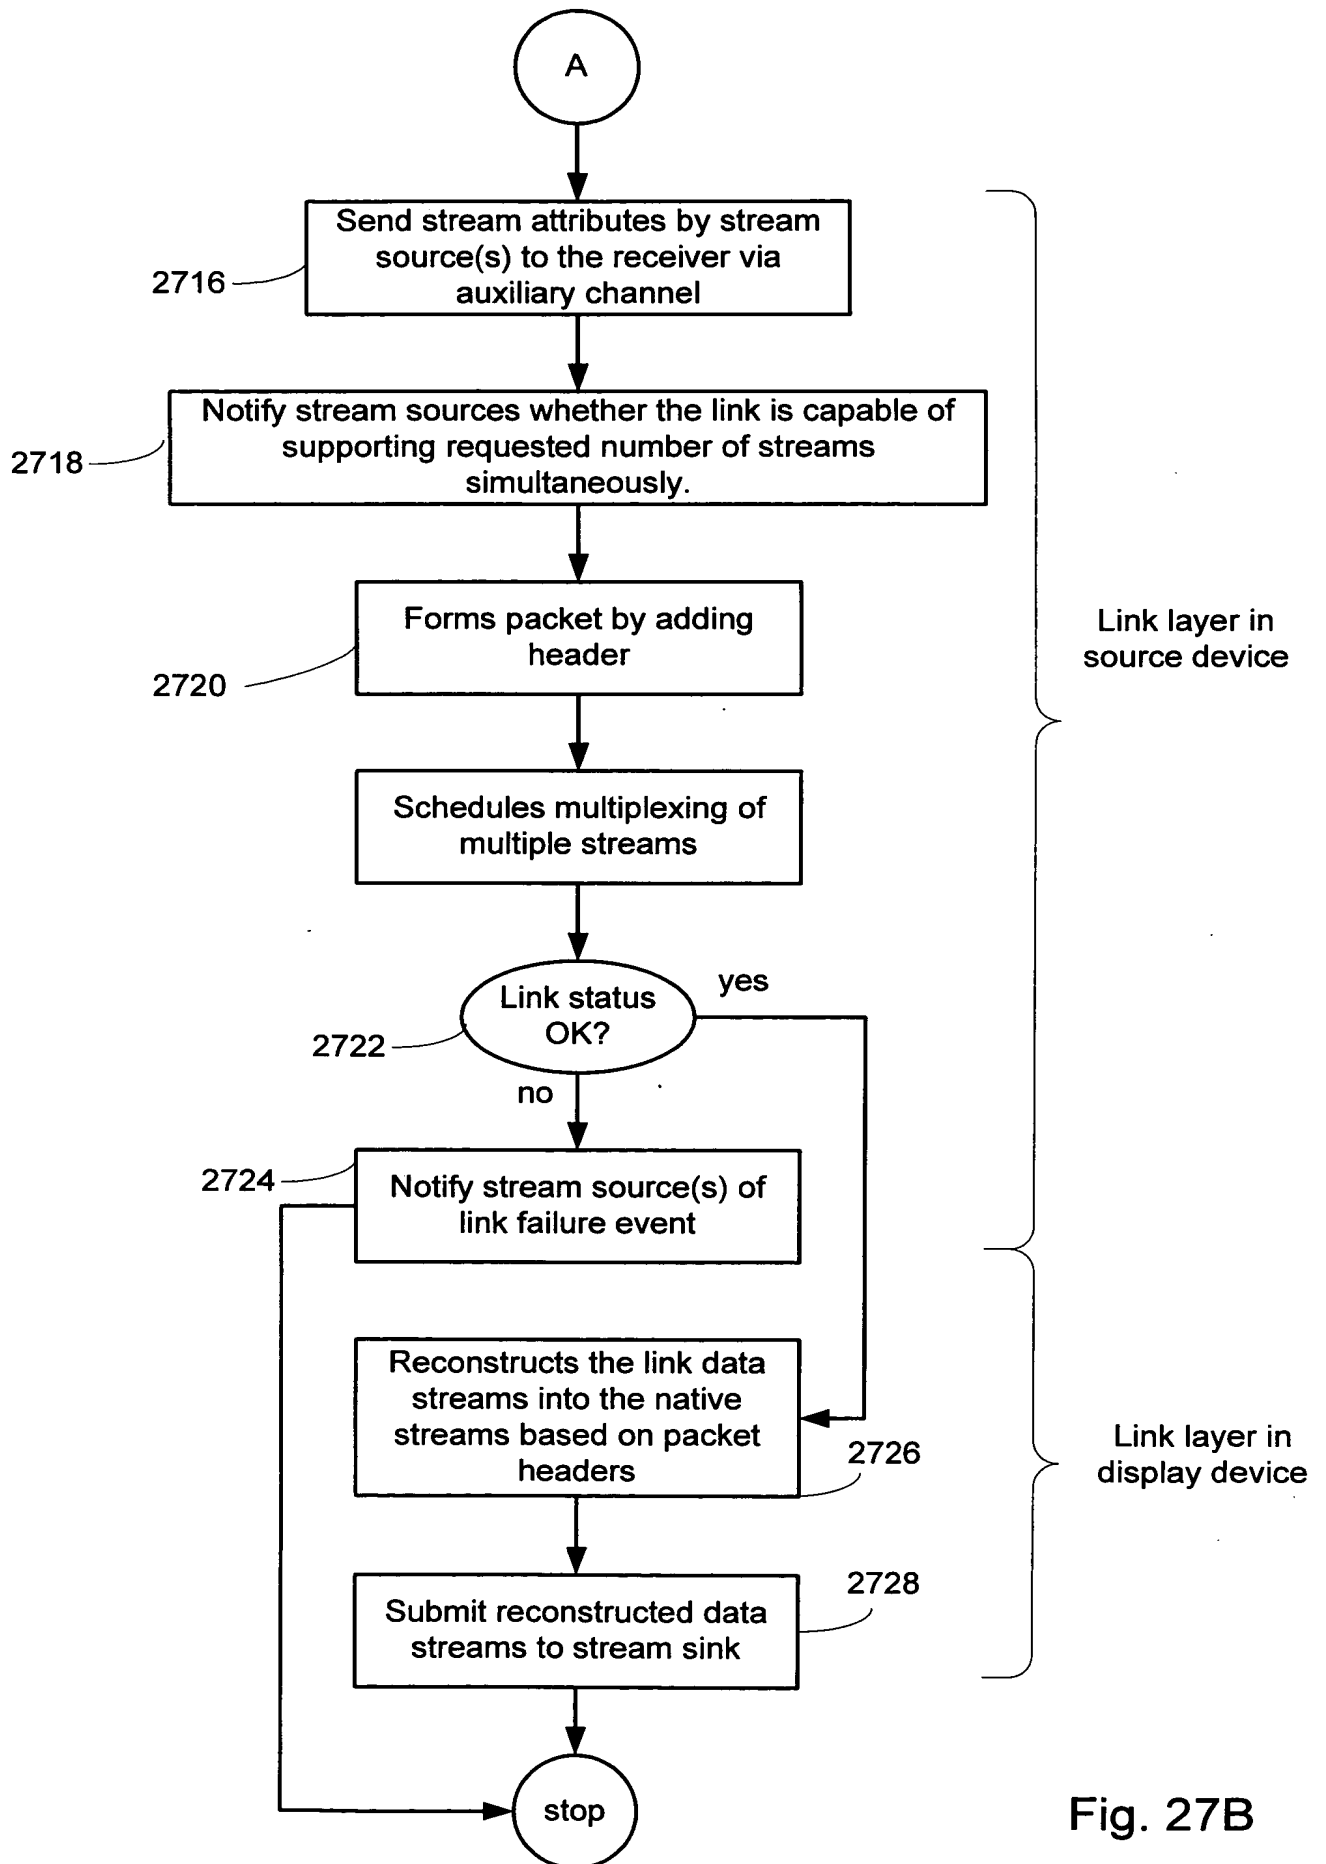 A
Send stream attributes by stream
source(s) to the receiver via
auxiliary channel
2716
Notify stream sources whether the link is capable of
supporting requested number of streams
simultaneously.
2718
Forms packet by adding
header
2720
Link layer in
source device
Schedules multiplexing of
multiple streams
Link status
OK?
yes
2722
no
2724
Notify stream source(s) of
link failure event
Reconstructs the link data
streams into the native
streams based on packet
headers
2726
Link layer in
display device
2728
Submit reconstructed data
streams to stream sink
stop
Fig. 27B